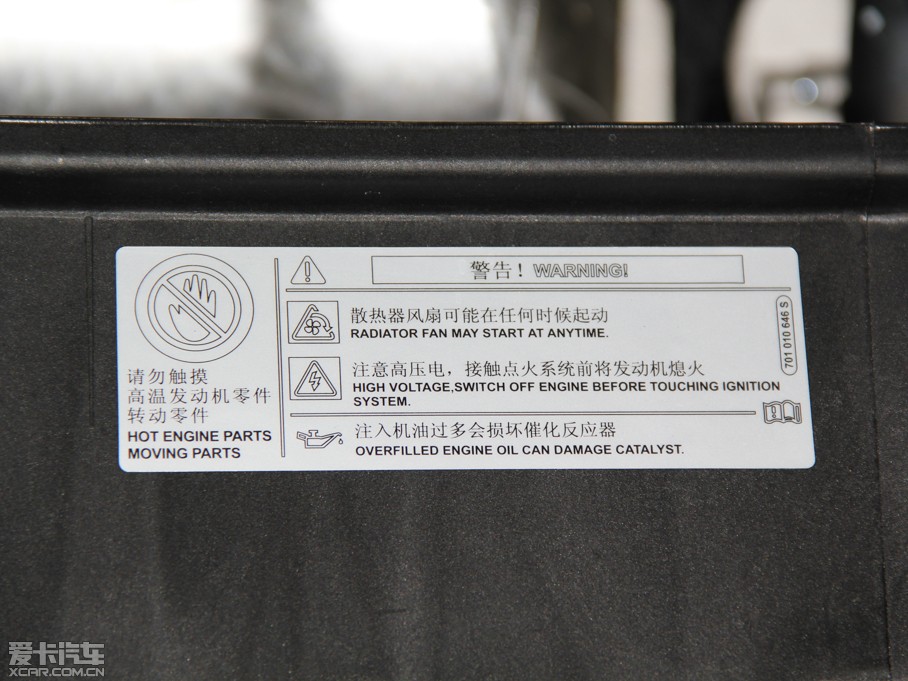 请勿触摸
高温发动机零件
转动零件
HOT ENGINE PARTS
MOVING PARTS
警告! WARNING!
散热器风扇可能在任何时候起动
RADIATOR FAN MAY START AT ANYTIME.
注意高压电，接触点火系统前将发动机熄火
HIGH VOLTAGE,SWITCH OFF ENGINE BEFORE TOUCHING IGNITION
SYSTEM.
注入机油过多会损坏催化反应器
OVERFILLED ENGINE OIL CAN DAMAGE CATALYST.
701 010 646 S
爱卡汽车
XCAR.COM.CN